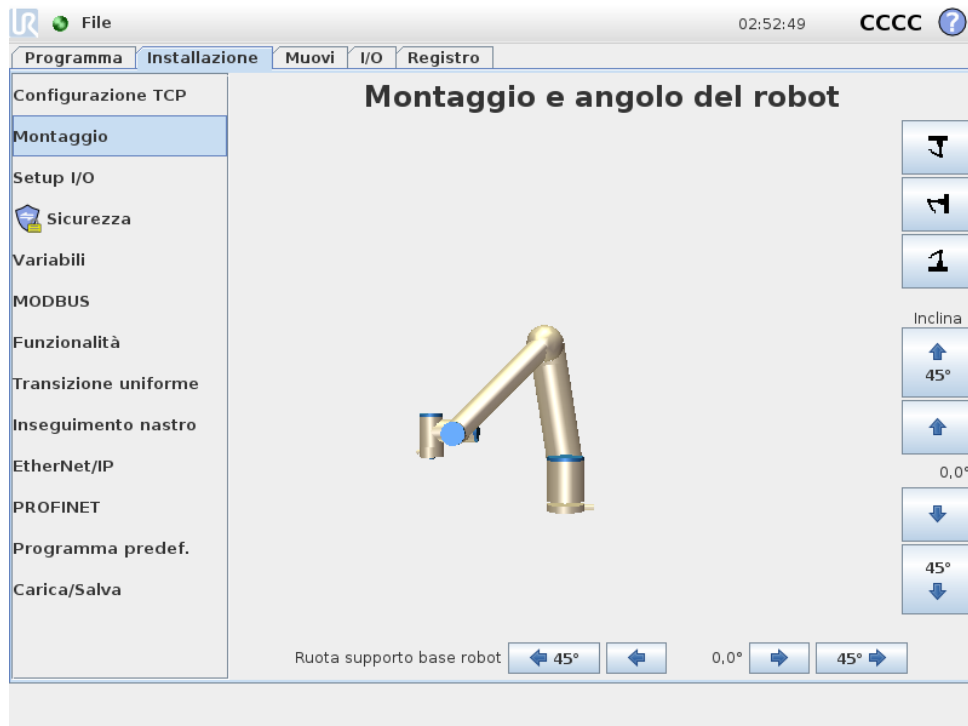 UR File 02:52:49 CCCC ?
Programma Installazione Muovi I/O Registro
Configurazione TCP
Montaggio
Setup I/O
Sicurezza
Variabili
MODBUS
Funzionalità
Transizione uniforme
Inseguimento nastro
EtherNet/IP
PROFINET
Programma predef.
Carica/Salva
Montaggio e angolo del robot
Inclina
45°
0,0°
45°
Ruota supporto base robot 45° 0,0° 45°